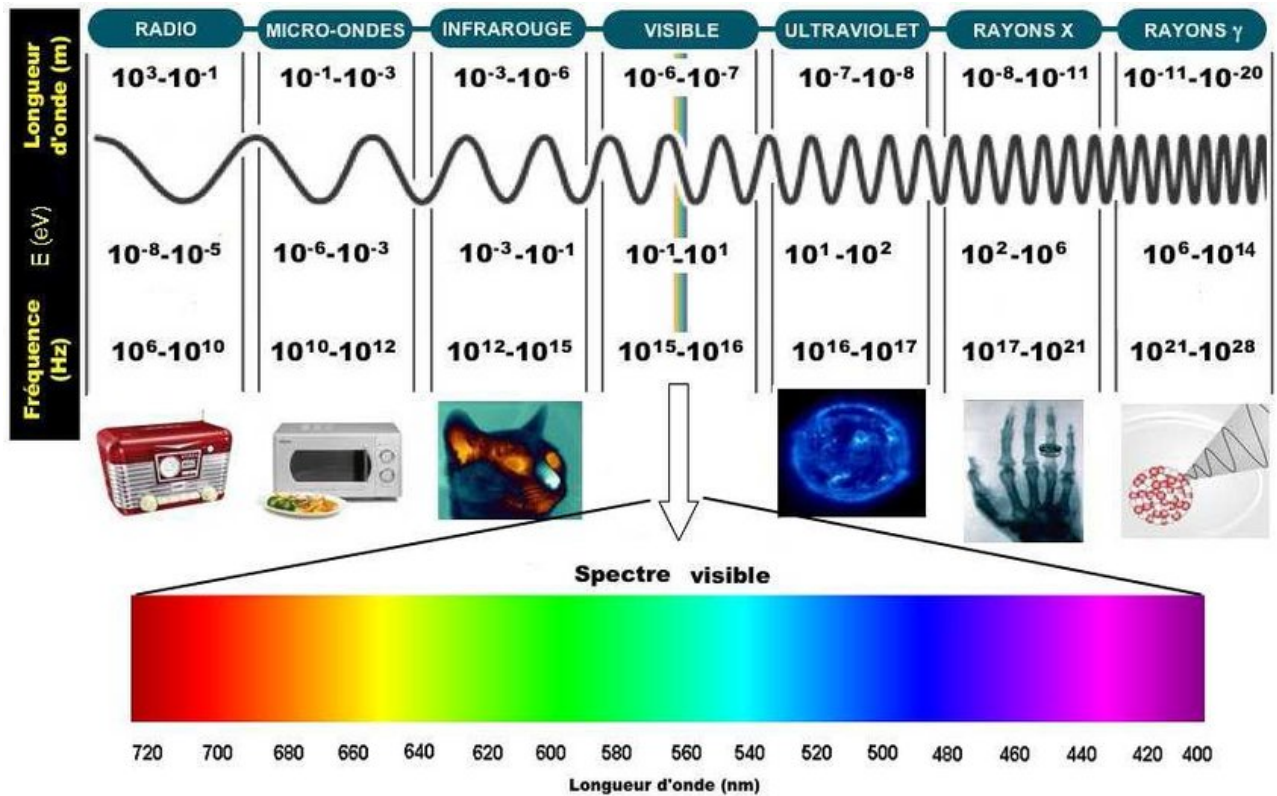 RADIO MICRO-ONDES INFRAROUGE VISIBLE ULTRAVIOLET RAYONS X RAYONS γ
Longueur d'onde (m)
10³-10⁻¹ 10⁻¹-10⁻³ 10⁻³-10⁻⁶ 10⁻⁶-10⁻⁷ 10⁻⁷-10⁻⁸ 10⁻⁸-10⁻¹¹ 10⁻¹¹-10⁻²⁰
E (eV)
10⁻⁸-10⁻⁵ 10⁻⁶-10⁻³ 10⁻³-10⁻¹ 10⁻¹-10¹ 10¹-10² 10²-10⁶ 10⁶-10¹⁴
Fréquence (Hz)
10⁶-10¹⁰ 10¹⁰-10¹² 10¹²-10¹⁵ 10¹⁵-10¹⁶ 10¹⁶-10¹⁷ 10¹⁷-10²¹ 10²¹-10²⁸
Spectre visible
720 700 680 660 640 620 600 580 560 540 520 500 480 460 440 420 400
Longueur d'onde (nm)